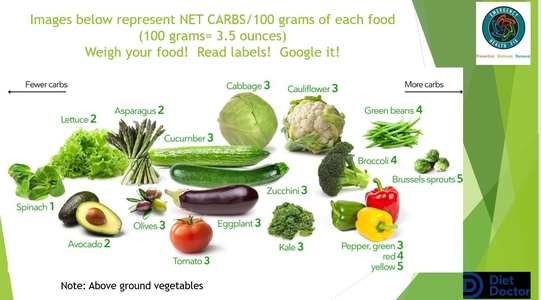 Images below represent NET CARBS/100 grams of each food
(100 grams= 3.5 ounces)
Weigh your food!  Read labels!  Google it!
EMERGENCE
HEALTH
Fewer carbs
More carbs
Cabbage 3
Cauliflower 3
Asparagus 2
Green beans 4
Lettuce 2
Cucumber 3
Broccoli 4
Brussels sprouts 5
Zucchini 3
Spinach 1
Olives 3
Eggplant 3
Avocado 2
Kale 3
Pepper, green 3
red 4
yellow 5
Tomato 3
Note: Above ground vegetables
Diet
Doctor